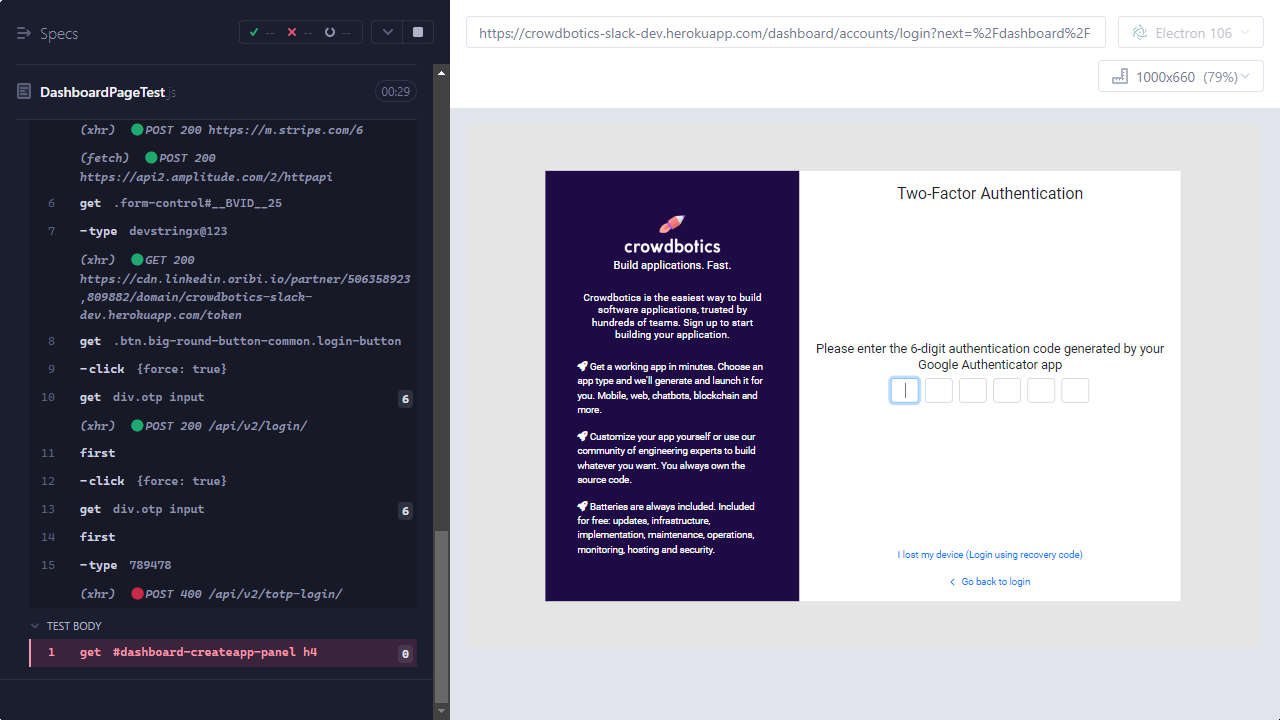 Specs
-- -- --
DashboardPageTest js
00:29
(xhr) POST 200 https://m.stripe.com/6
(fetch) POST 200
https://api2.amplitude.com/2/httpapi
6 get .form-control#__BVID__25
7 -type devstringx@123
(xhr) GET 200
https://cdn.linkedin.oribi.io/partner/506358923
,809882/domain/crowdbotics-slack-
dev.herokuapp.com/token
8 get .btn.big-round-button-common.login-button
9 -click {force: true}
10 get div.otp input 6
(xhr) POST 200 /api/v2/login/
11 first
12 -click {force: true}
13 get div.otp input 6
14 first
15 -type 789478
(xhr) POST 400 /api/v2/totp-login/
TEST BODY
1 get #dashboard-createapp-panel h4 0
https://crowdbotics-slack-dev.herokuapp.com/dashboard/accounts/login?next=%2Fdashboard%2F
Electron 106
1000x660 (79%)
crowdbotics
Build applications. Fast.
Crowdbotics is the easiest way to build
software applications, trusted by
hundreds of teams. Sign up to start
building your application.
Get a working app in minutes. Choose an
app type and we'll generate and launch it for
you. Mobile, web, chatbots, blockchain and
more.
Customize your app yourself or use our
community of engineering experts to build
whatever you want. You always own the
source code.
Batteries are always included. Included
for free: updates, infrastructure,
implementation, maintenance, operations,
monitoring, hosting and security.
Two-Factor Authentication
Please enter the 6-digit authentication code generated by your
Google Authenticator app
I lost my device (Login using recovery code)
Go back to login